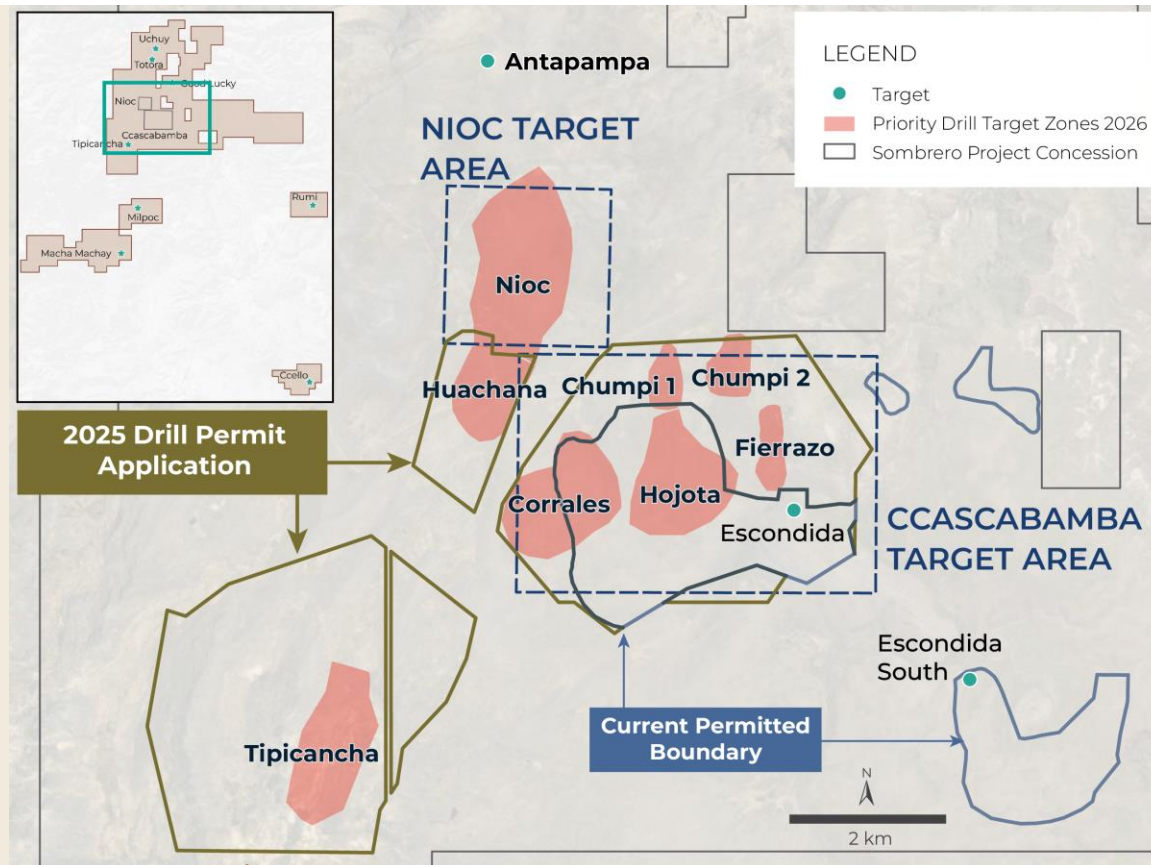 Uchuy
Totora
Good Lucky
Nioc
Ccascabamba
Tipicancha
Rumi
Milpoc
Macha Machay
Ccello
Antapampa
LEGEND
Target
Priority Drill Target Zones 2026
Sombrero Project Concession
NIOC TARGET
AREA
Nioc
Huachana
Chumpi 1
Chumpi 2
2025 Drill Permit
Application
Fierrazo
Corrales
Hojota
Escondida
CCASCABAMBA
TARGET AREA
Escondida
South
Current Permitted
Boundary
Tipicancha
N
2 km